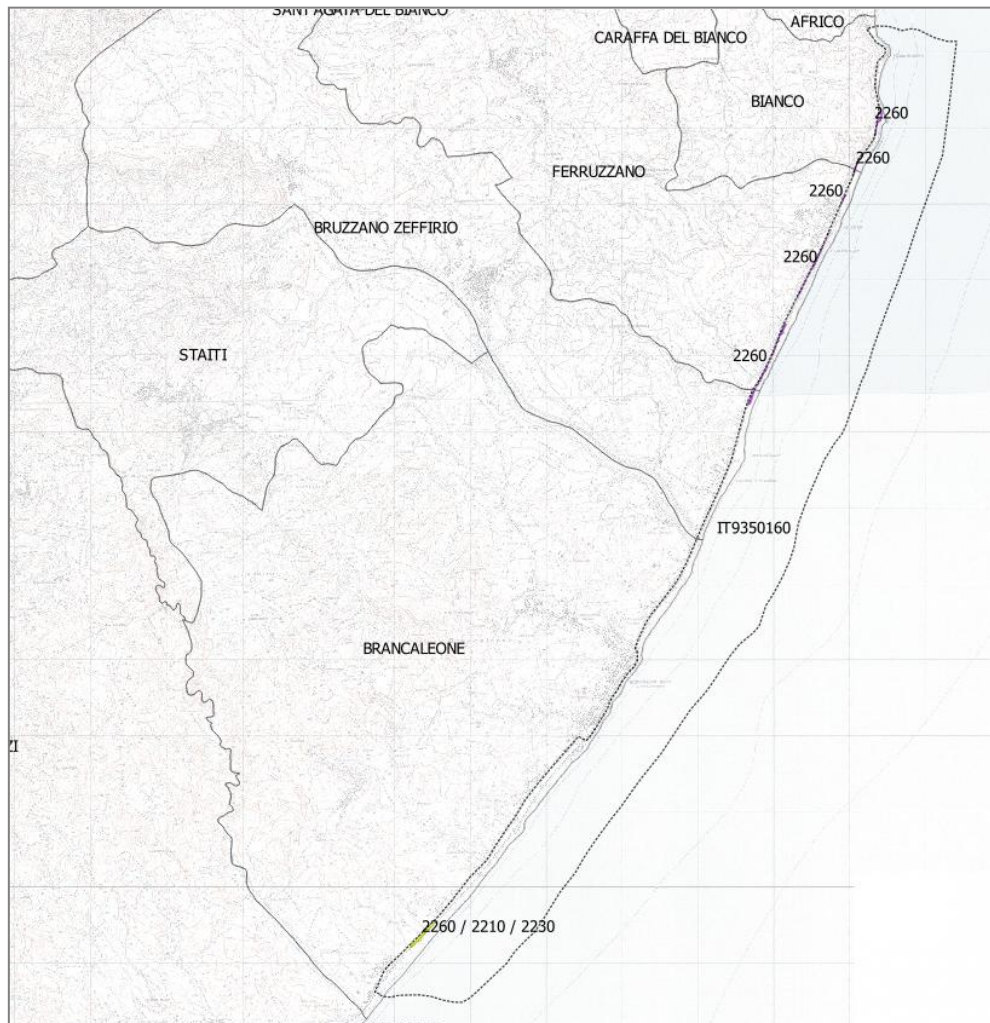 SANT'AGATA DEL BIANCO
AFRICO
CARAFFA DEL BIANCO
BIANCO
2260
2260
FERRUZZANO
2260
BRUZZANO ZEFFIRIO
2260
STAITI
2260
IT9350160
BRANCALEONE
ZI
2260 / 2210 / 2230